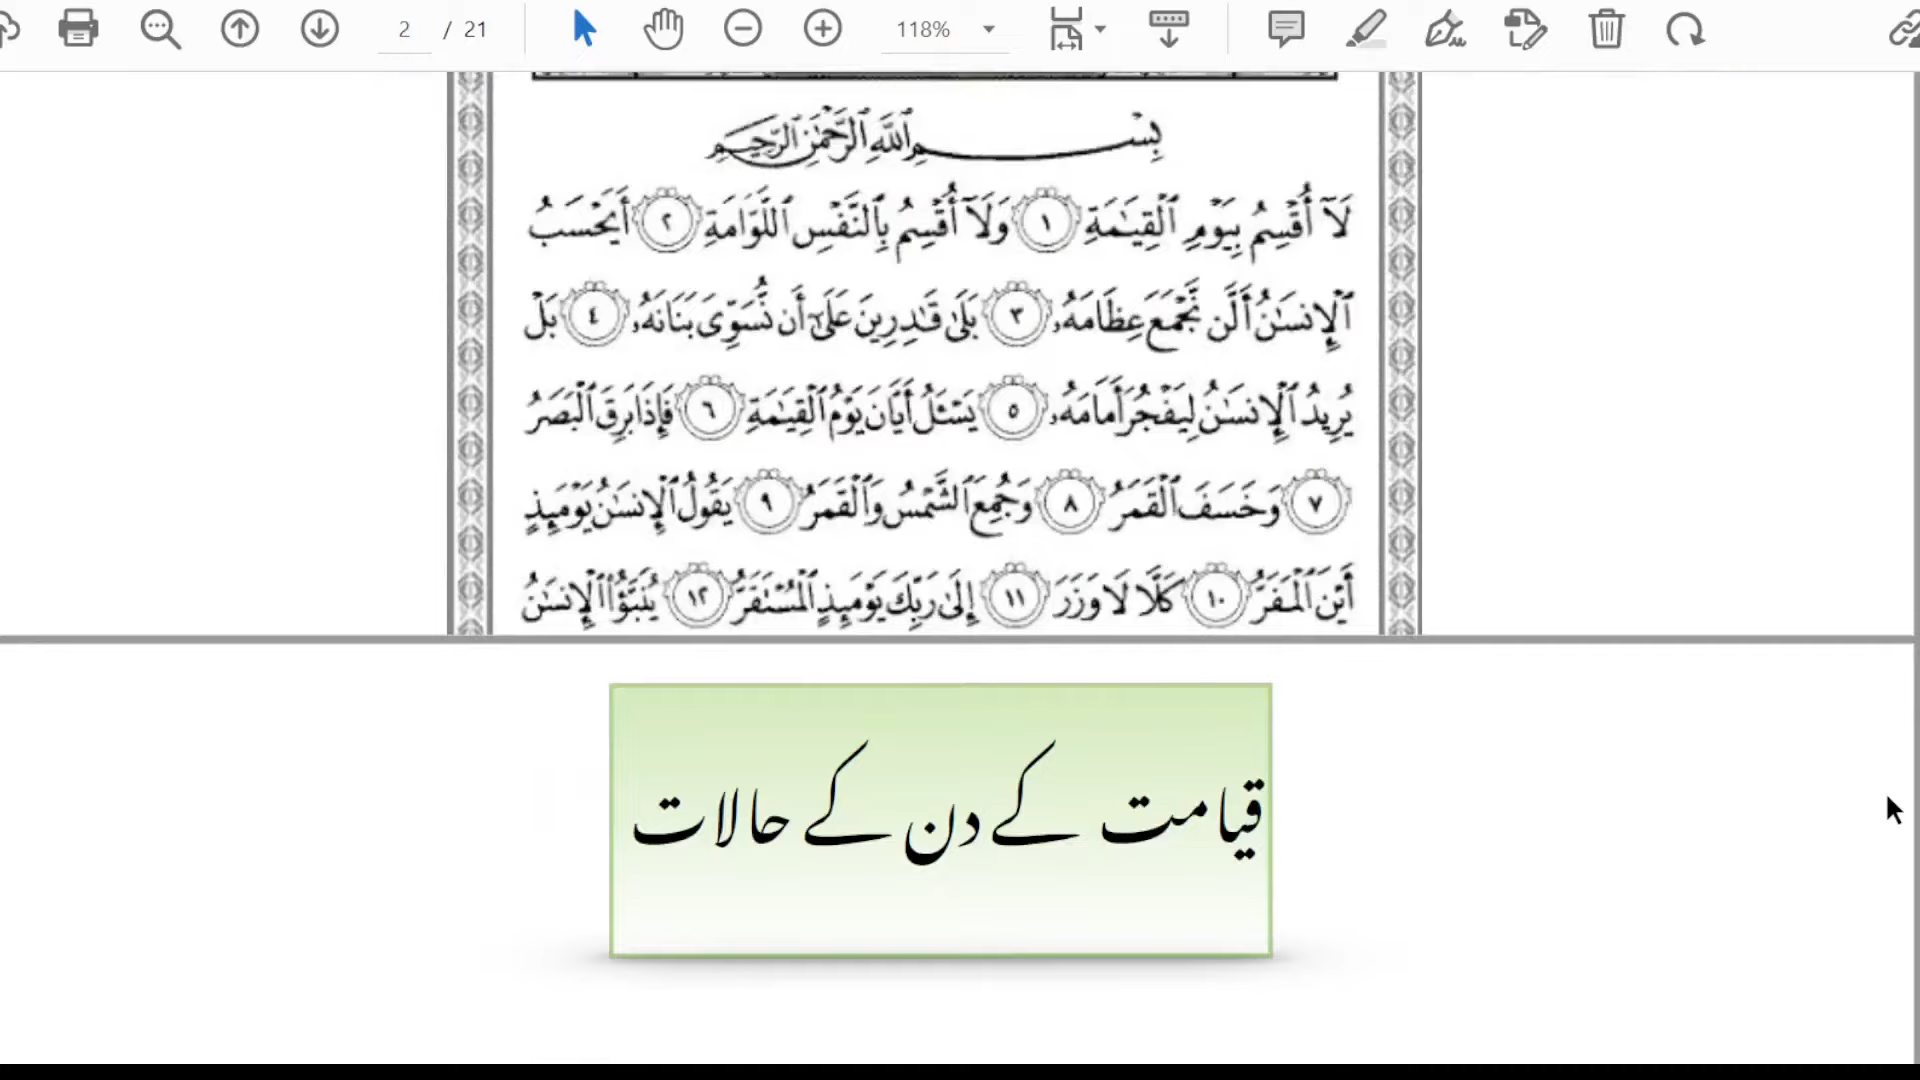 2 / 21 118%
بِسْمِ ٱللَّهِ ٱلرَّحْمَٰنِ ٱلرَّحِيمِ
لَآ أُقْسِمُ بِيَوْمِ ٱلْقِيَٰمَةِ ١ وَلَآ أُقْسِمُ بِٱلنَّفْسِ ٱللَّوَّامَةِ ٢ أَيَحْسَبُ
ٱلْإِنسَٰنُ أَلَّن نَّجْمَعَ عِظَامَهُۥ ٣ بَلَىٰ قَٰدِرِينَ عَلَىٰٓ أَن نُّسَوِّىَ بَنَانَهُۥ ٤ بَلْ
يُرِيدُ ٱلْإِنسَٰنُ لِيَفْجُرَ أَمَامَهُۥ ٥ يَسْـَٔلُ أَيَّانَ يَوْمُ ٱلْقِيَٰمَةِ ٦ فَإِذَا بَرِقَ ٱلْبَصَرُ
٧ وَخَسَفَ ٱلْقَمَرُ ٨ وَجُمِعَ ٱلشَّمْسُ وَٱلْقَمَرُ ٩ يَقُولُ ٱلْإِنسَٰنُ يَوْمَئِذٍ
أَيْنَ ٱلْمَفَرُّ ١٠ كَلَّا لَا وَزَرَ ١١ إِلَىٰ رَبِّكَ يَوْمَئِذٍ ٱلْمُسْتَقَرُّ ١٢ يُنَبَّؤُا۟ ٱلْإِنسَٰنُ
قیامت کے دن کے حالات